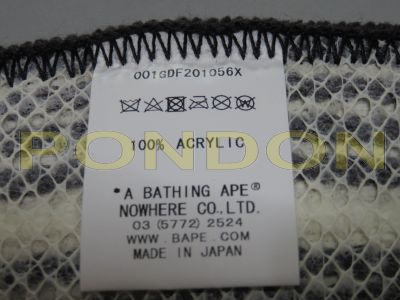 001GDF201056X
100% ACRYLIC
PONDON
*A BATHING APE®
NOWHERE CO.,LTD.
03 (5772) 2524
WWW.BAPE.COM
MADE IN JAPAN